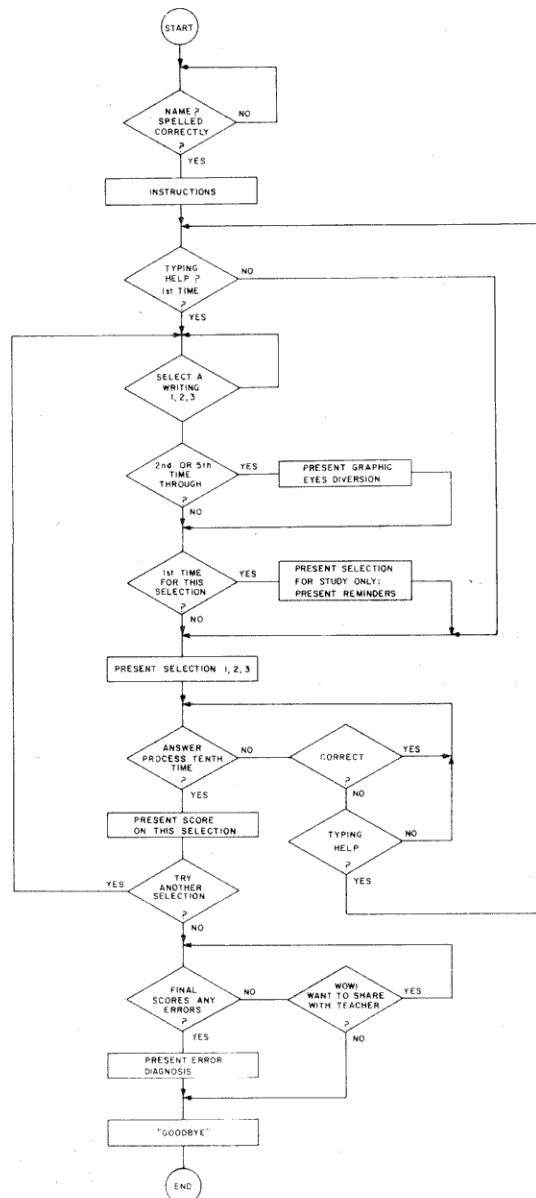 START
NAME?
SPELLED
CORRECTLY
?
NO
YES
INSTRUCTIONS
TYPING
HELP ?
1st TIME
?
NO
YES
SELECT A
WRITING
1, 2, 3
2nd OR 5th
TIME
THROUGH
?
YES
NO
PRESENT GRAPHIC
EYES DIVERSION
1st TIME
FOR THIS
SELECTION
?
YES
NO
PRESENT SELECTION
FOR STUDY ONLY;
PRESENT REMINDERS
PRESENT SELECTION 1, 2, 3
ANSWER
PROCESS TENTH
TIME
?
NO
YES
CORRECT
?
YES
NO
PRESENT SCORE
ON THIS SELECTION
TYPING
HELP
?
NO
YES
TRY
ANOTHER
SELECTION
?
YES
NO
FINAL
SCORES ANY
ERRORS
?
NO
YES
WOW!
WANT TO SHARE
WITH TEACHER
?
YES
NO
PRESENT ERROR
DIAGNOSIS
"GOODBYE"
END